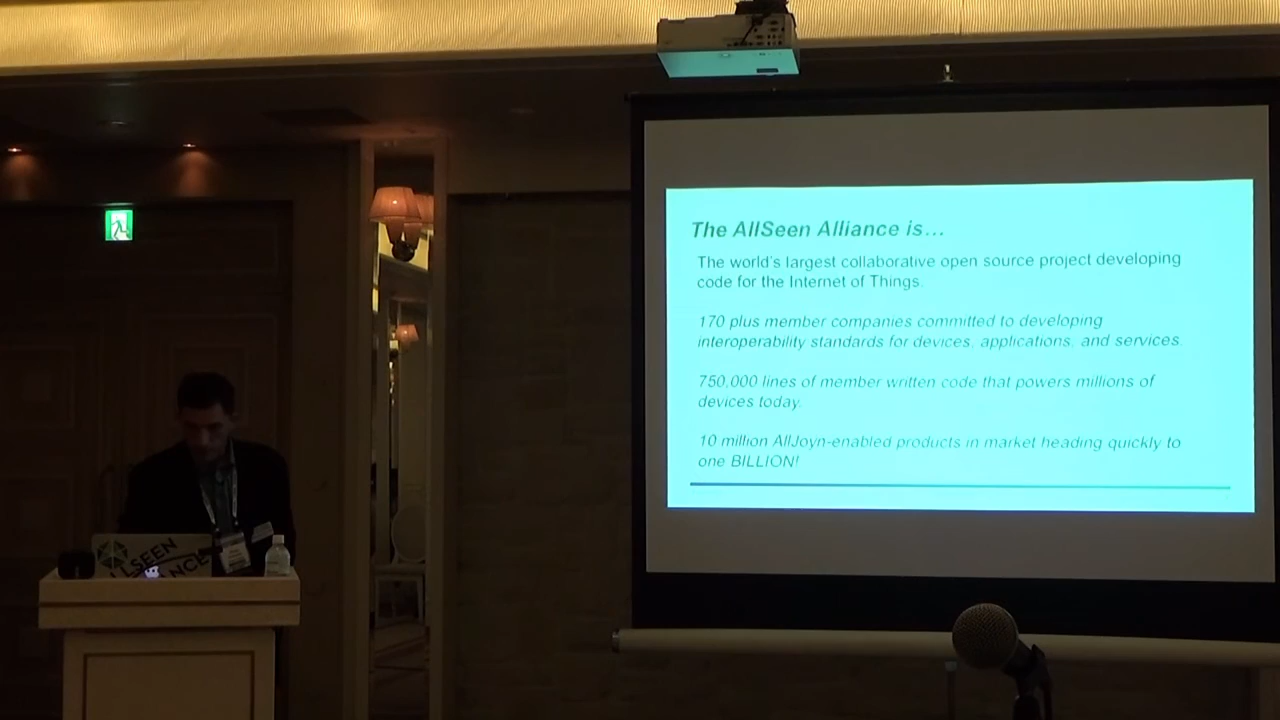 The AllSeen Alliance is...
The world's largest collaborative open source project developing
code for the Internet of Things.
170 plus member companies committed to developing
interoperability standards for devices, applications, and services.
750,000 lines of member written code that powers millions of
devices today.
10 million AllJoyn-enabled products in market heading quickly to
one BILLION!
ALLSEEN